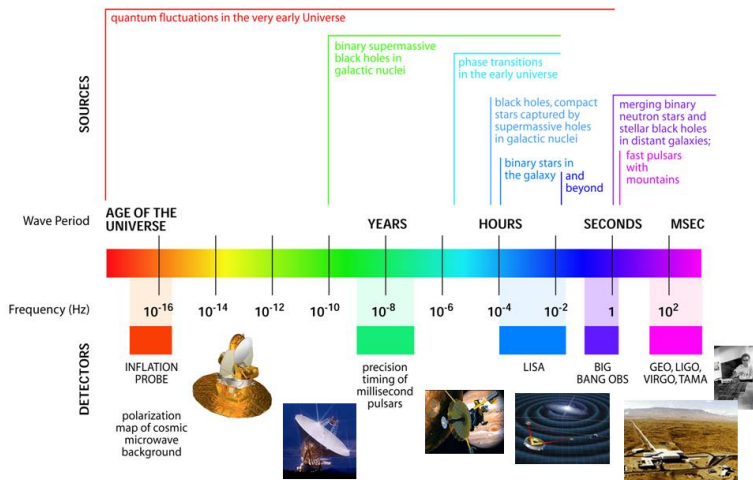 quantum fluctuations in the very early Universe
binary supermassive
black holes in
galactic nuclei
phase transitions
in the early universe
black holes, compact
stars captured by
supermassive holes
in galactic nuclei
merging binary
neutron stars and
stellar black holes
in distant galaxies;
binary stars in
the galaxy
and
beyond
fast pulsars
with
mountains
SOURCES
Wave Period
AGE OF THE
UNIVERSE
YEARS
HOURS
SECONDS
MSEC
Frequency (Hz)
10⁻¹⁶
10⁻¹⁴
10⁻¹²
10⁻¹⁰
10⁻⁸
10⁻⁶
10⁻⁴
10⁻²
1
10²
DETECTORS
INFLATION
PROBE
polarization
map of cosmic
microwave
background
precision
timing of
millisecond
pulsars
LISA
BIG
BANG OBS
GEO, LIGO,
VIRGO, TAMA